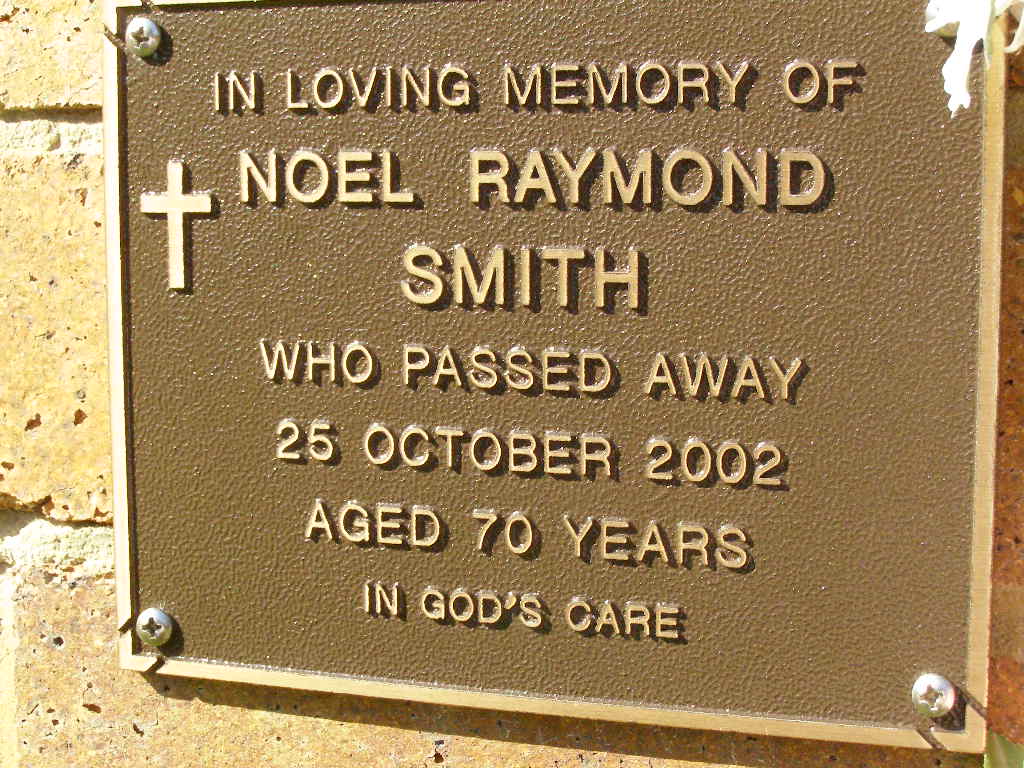 IN LOVING MEMORY OF
NOEL RAYMOND
SMITH
WHO PASSED AWAY
25 OCTOBER 2002
AGED 70 YEARS
IN GOD'S CARE